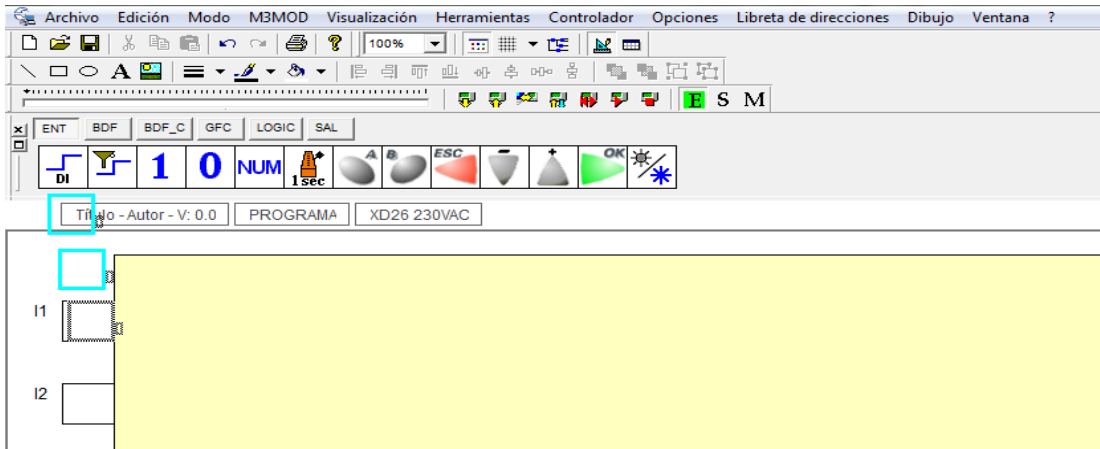 Archivo Edición Modo M3MOD Visualización Herramientas Controlador Opciones Libreta de direcciones Dibujo Ventana ?
100%
A
E S M
ENT BDF BDF_C GFC LOGIC SAL
DI 1 0 NUM 1 sec A B ESC - + OK
Título - Autor - V: 0.0 PROGRAMA XD26 230VAC
I1
I2